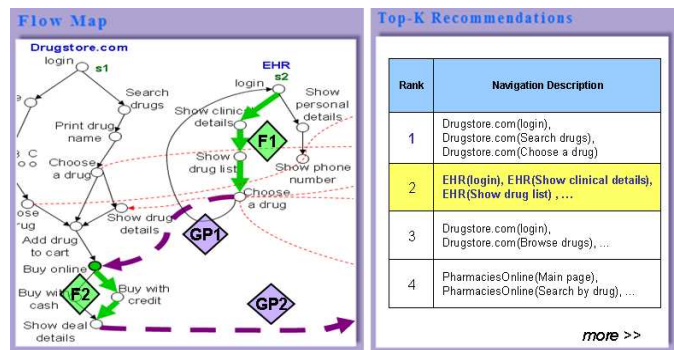 Flow Map
Drugstore.com
login
s1
Search
drugs
Print drug
name
Choose
a drug
B C
Show drug
details
Add drug
to cart
Buy online
F2
Buy with
cash
Buy with
credit
Show deal
details
EHR
s2
login
Show
personal
details
Show clinic
details
F1
Show
drug list
Show phone
number
Choose
a drug
GP1
GP2
Top-K Recommendations
Rank
Navigation Description
1
Drugstore.com(login),
Drugstore.com(Search drugs),
Drugstore.com(Choose a drug)
2
EHR(login), EHR(Show clinical details),
EHR(Show drug list) , ...
3
Drugstore.com(login),
Drugstore.com(Browse drugs), ...
4
PharmaciesOnline(Main page),
PharmaciesOnline(Search by drug), ...
more >>